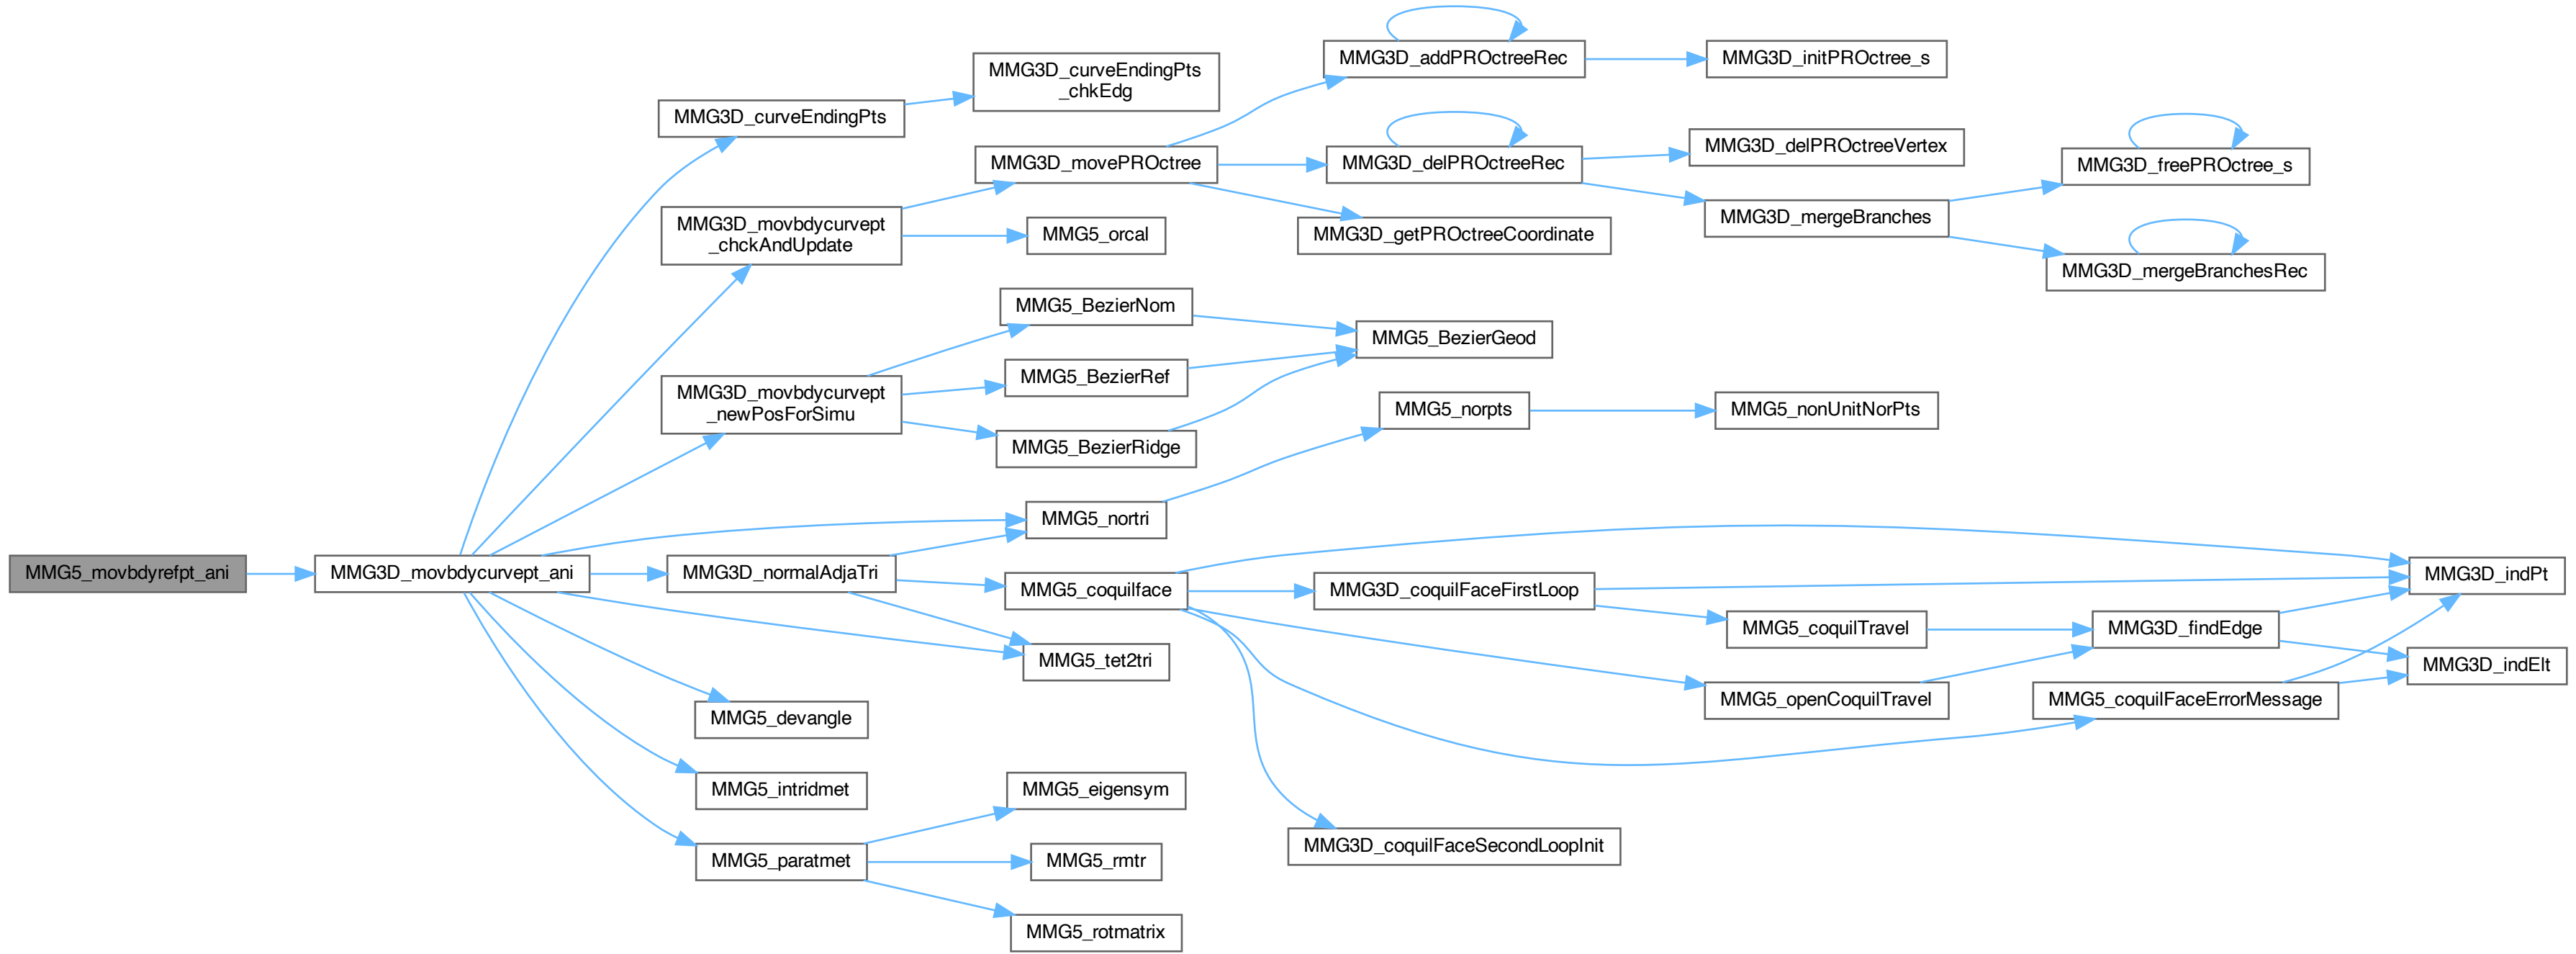 MMG5_movbdyrefpt_ani
MMG3D_movbdycurvept_ani
MMG3D_curveEndingPts
MMG3D_curveEndingPts
_chkEdg
MMG3D_movbdycurvept
_chckAndUpdate
MMG3D_movePROctree
MMG3D_addPROctreeRec
MMG3D_initPROctree_s
MMG3D_delPROctreeRec
MMG3D_delPROctreeVertex
MMG3D_mergeBranches
MMG3D_freePROctree_s
MMG3D_mergeBranchesRec
MMG3D_getPROctreeCoordinate
MMG5_orcal
MMG3D_movbdycurvept
_newPosForSimu
MMG5_BezierNom
MMG5_BezierGeod
MMG5_BezierRef
MMG5_BezierRidge
MMG5_nortri
MMG5_norpts
MMG5_nonUnitNorPts
MMG3D_normalAdjaTri
MMG5_coquilface
MMG3D_indPt
MMG3D_coquilFaceFirstLoop
MMG5_coquilTravel
MMG3D_findEdge
MMG3D_indElt
MMG5_openCoquilTravel
MMG5_coquilFaceErrorMessage
MMG3D_coquilFaceSecondLoopInit
MMG5_tet2tri
MMG5_devangle
MMG5_intridmet
MMG5_paratmet
MMG5_eigensym
MMG5_rmtr
MMG5_rotmatrix